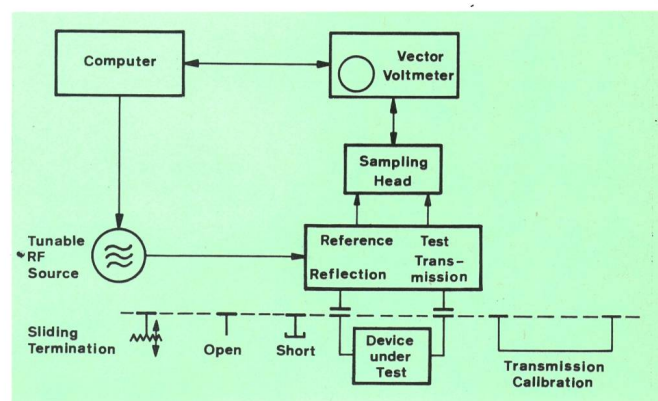 Computer
Vector
Voltmeter
Sampling
Head
Tunable
RF
Source
Reference
Test
Reflection
Trans-
mission
Sliding
Termination
Open
Short
Device
under
Test
Transmission
Calibration